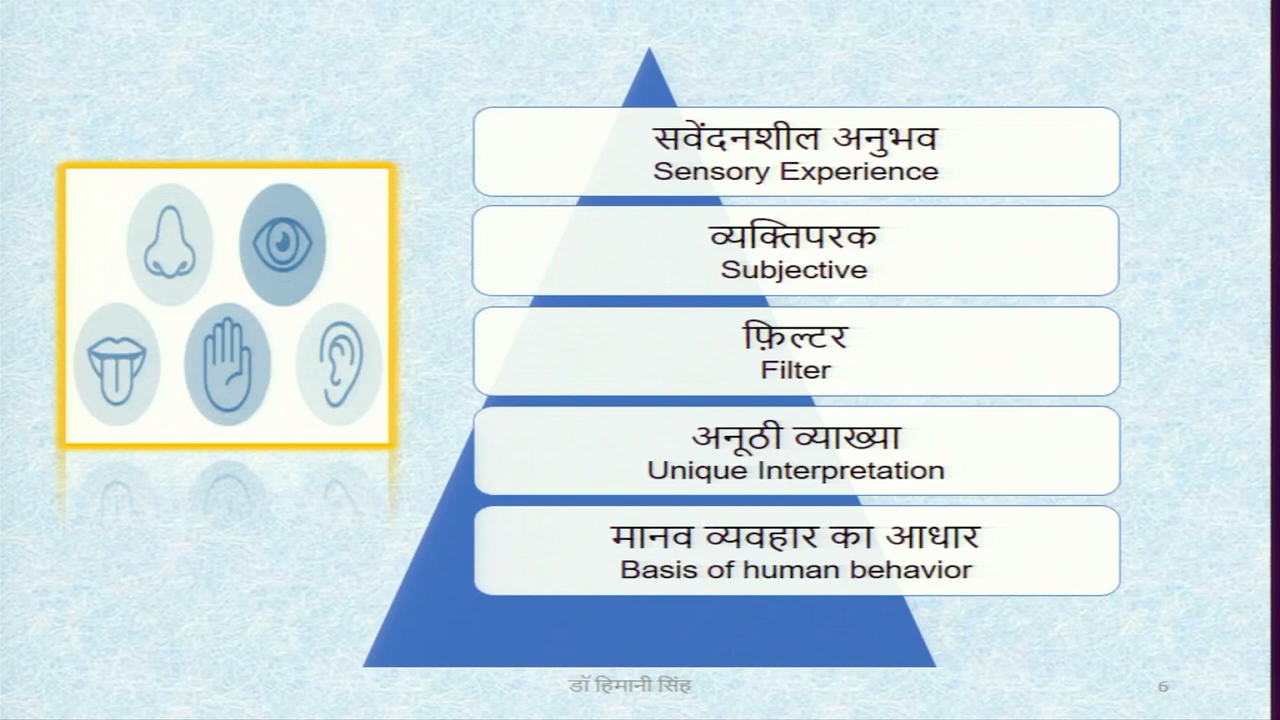 सवेंदनशील अनुभव
Sensory Experience
व्यक्तिपरक
Subjective
फ़िल्टर
Filter
अनूठी व्याख्या
Unique Interpretation
मानव व्यवहार का आधार
Basis of human behavior
डॉ हिमानी सिंह
6